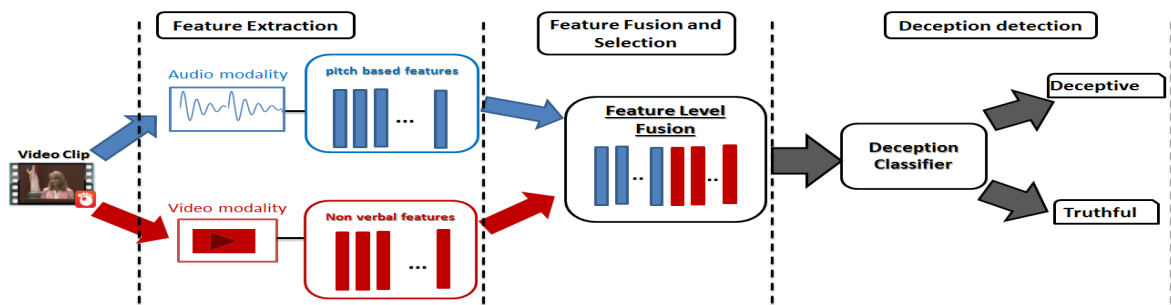 Feature Extraction
Feature Fusion and
Selection
Deception detection
Audio modality
pitch based features
...
Video Clip
Feature Level
Fusion
.. ..
Deception
Classifier
Deceptive
Truthful
Video modality
Non verbal features
...